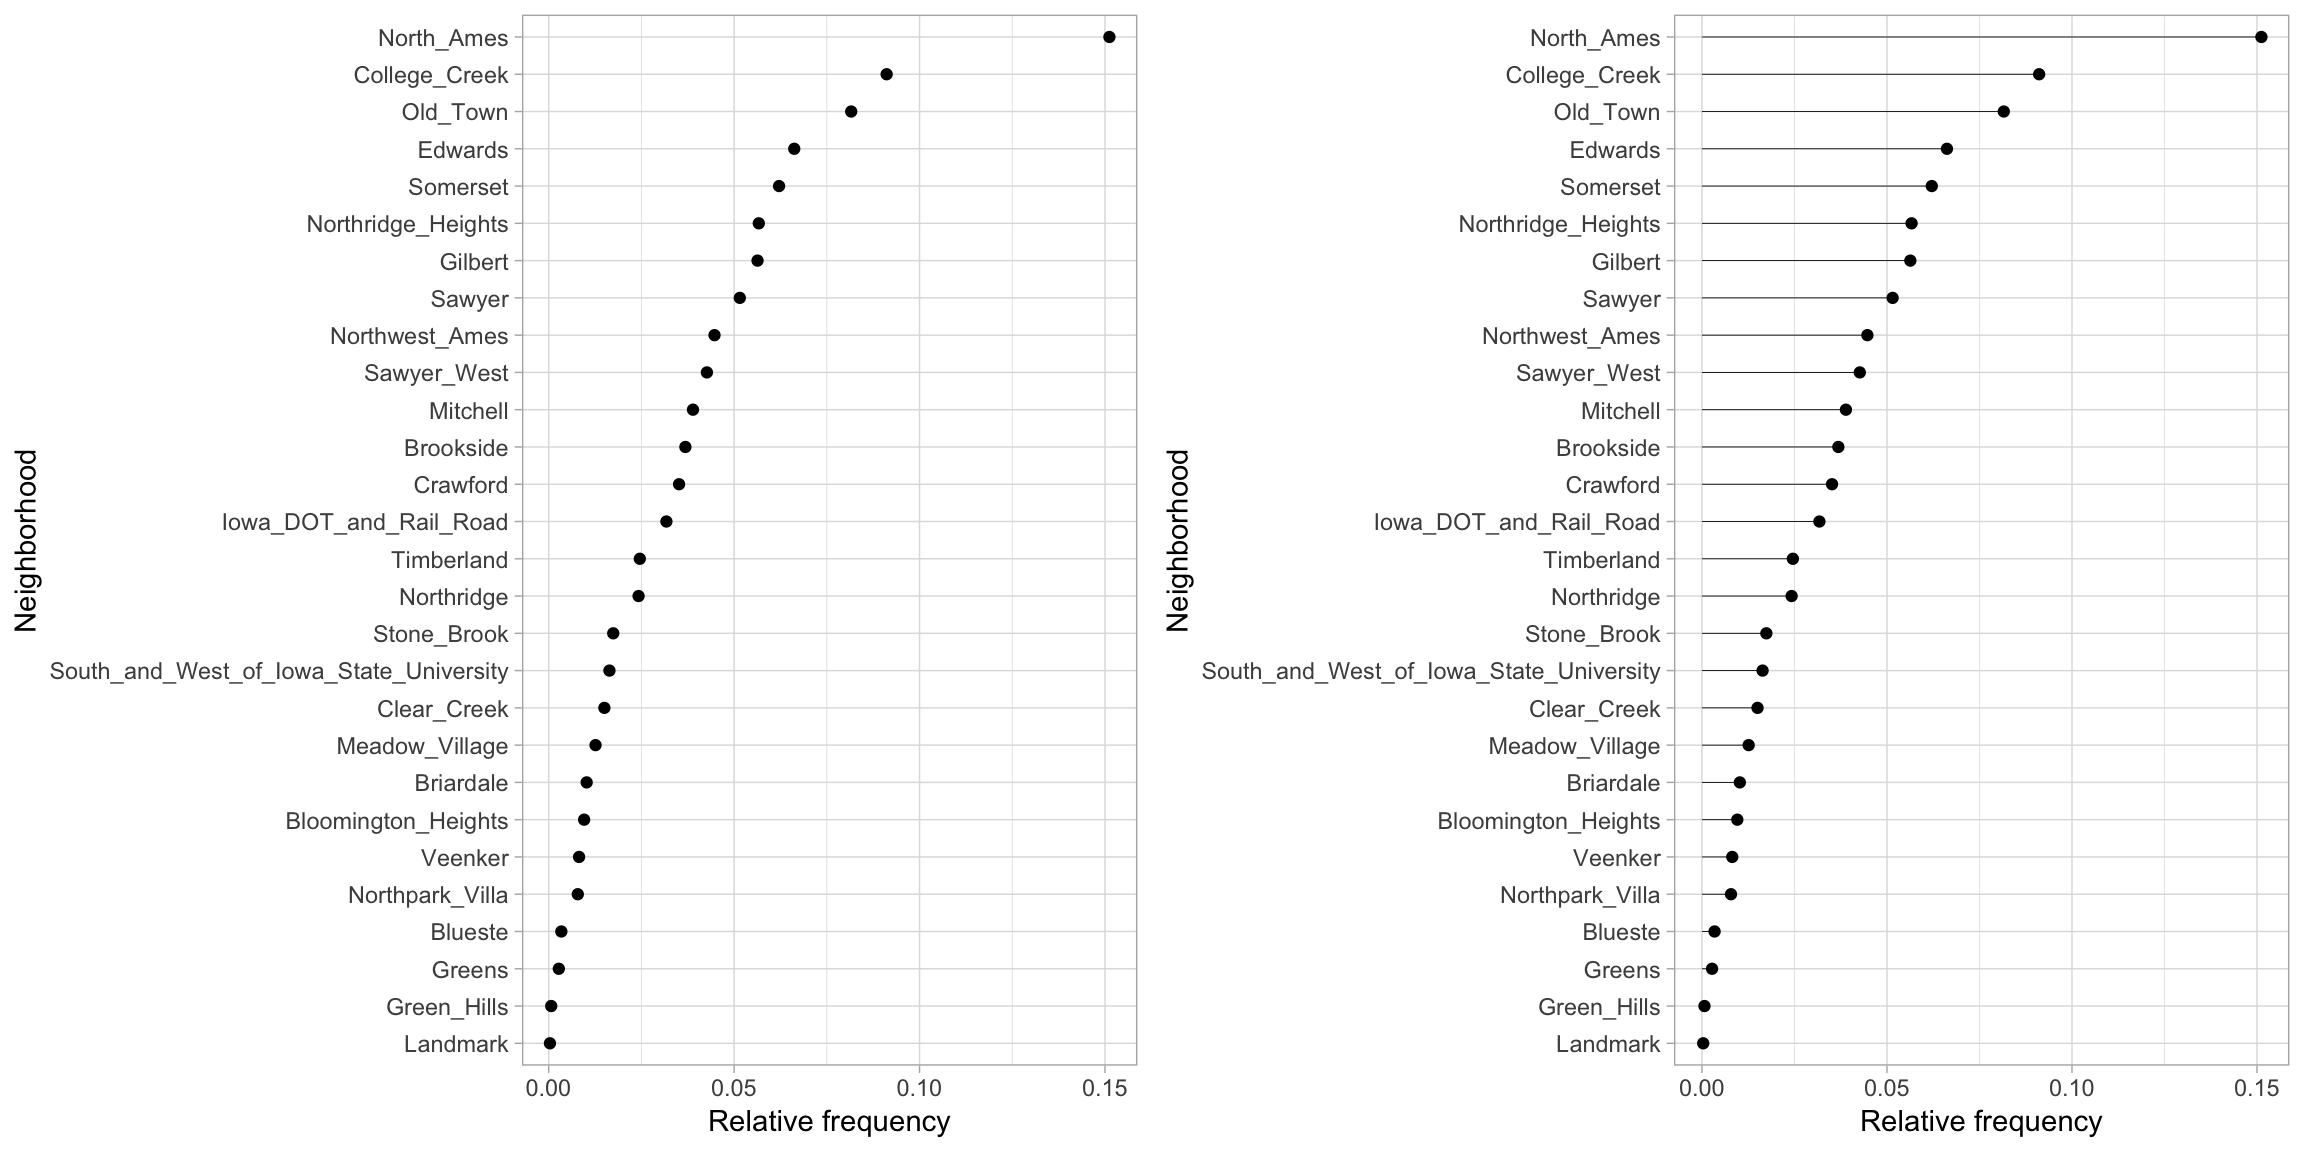 North_Ames
College_Creek
Old_Town
Edwards
Somerset
Northridge_Heights
Gilbert
Sawyer
Northwest_Ames
Sawyer_West
Mitchell
Brookside
Crawford
Iowa_DOT_and_Rail_Road
Timberland
Northridge
Stone_Brook
South_and_West_of_Iowa_State_University
Clear_Creek
Meadow_Village
Briardale
Bloomington_Heights
Veenker
Northpark_Villa
Blueste
Greens
Green_Hills
Landmark
Neighborhood
0.00 0.05 0.10 0.15
Relative frequency
North_Ames
College_Creek
Old_Town
Edwards
Somerset
Northridge_Heights
Gilbert
Sawyer
Northwest_Ames
Sawyer_West
Mitchell
Brookside
Crawford
Iowa_DOT_and_Rail_Road
Timberland
Northridge
Stone_Brook
South_and_West_of_Iowa_State_University
Clear_Creek
Meadow_Village
Briardale
Bloomington_Heights
Veenker
Northpark_Villa
Blueste
Greens
Green_Hills
Landmark
Neighborhood
0.00 0.05 0.10 0.15
Relative frequency